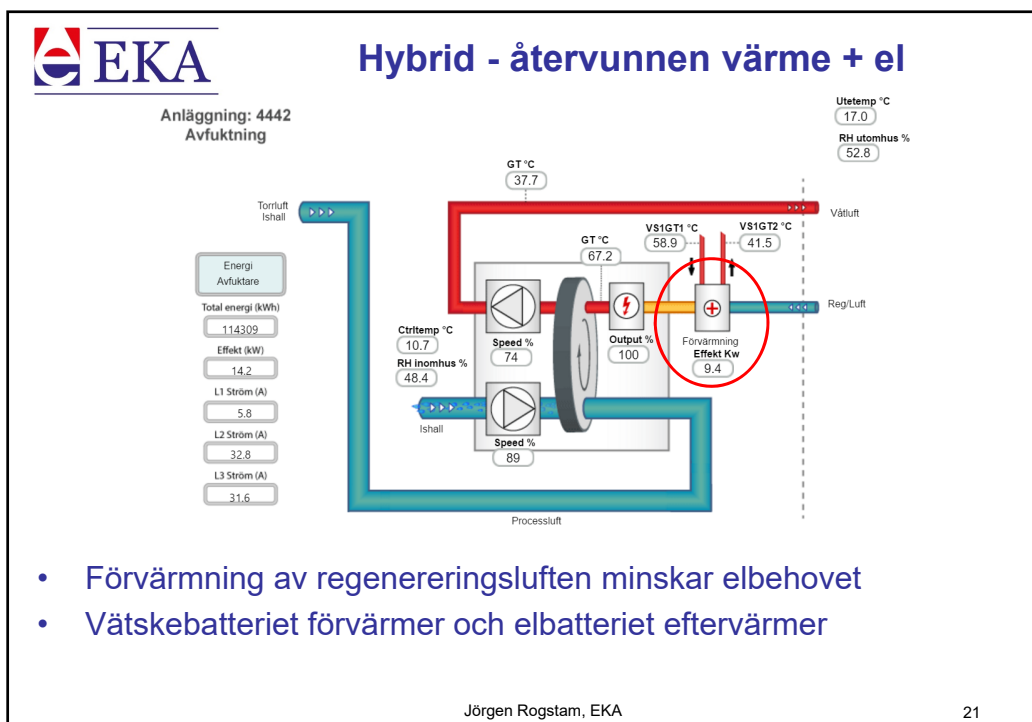 EKA
Hybrid - återvunnen värme + el
Anläggning: 4442
Avfuktning
Utetemp °C
17.0
RH utomhus %
52.8
GT °C
37.7
Torrluft
Ishall
Våtluft
VS1GT1 °C
58.9
VS1GT2 °C
41.5
GT °C
67.2
Energi
Avfuktare
Total energi (kWh)
114309
Effekt (kW)
14.2
L1 Ström (A)
5.8
L2 Ström (A)
32.8
L3 Ström (A)
31.6
Reg/Luft
Ctrltemp °C
10.7
RH inomhus %
48.4
Speed %
74
Output %
100
Förvärmning
Effekt Kw
9.4
Ishall
Speed %
89
Processluft
• Förvärmning av regenereringsluften minskar elbehovet
• Vätskebatteriet förvärmer och elbatteriet eftervärmer
Jörgen Rogstam, EKA
21